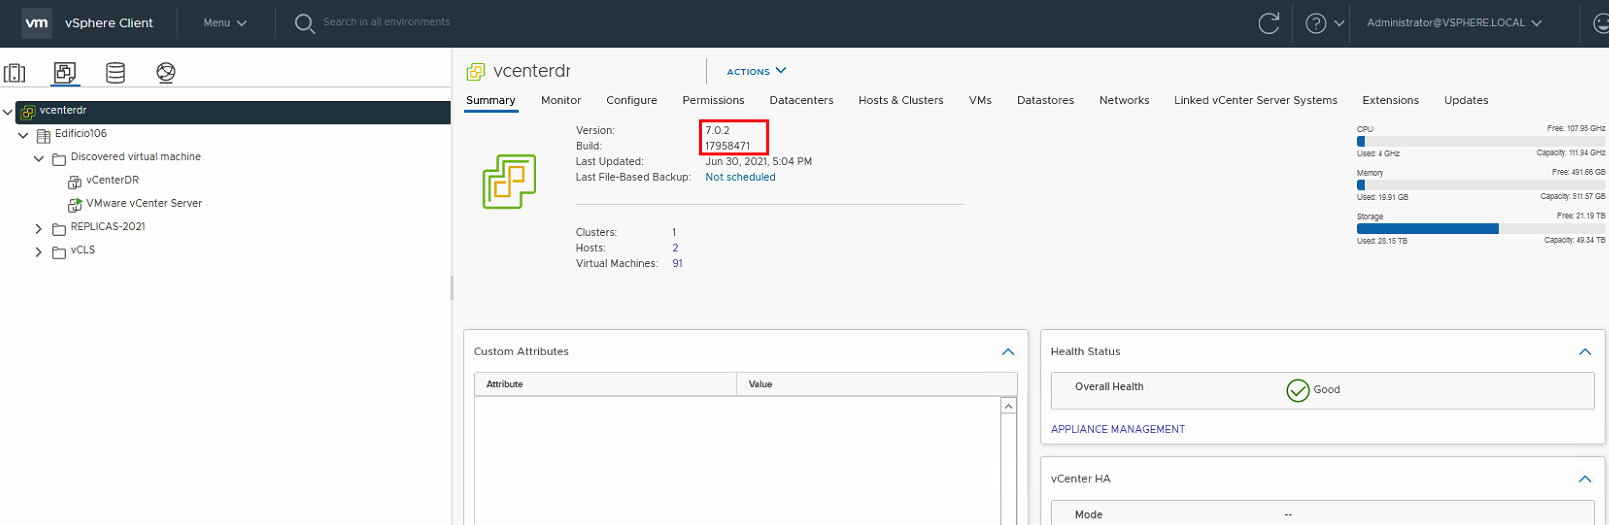 vm vSphere Client Menu Search in all environments ? Administrator@VSPHERE.LOCAL
vcenterdr
Edificio106
Discovered virtual machine
vCenterDR
VMware vCenter Server
REPLICAS-2021
vCLS
vcenterdr ACTIONS
Summary Monitor Configure Permissions Datacenters Hosts & Clusters VMs Datastores Networks Linked vCenter Server Systems Extensions Updates
Version: 7.0.2
Build: 17958471
Last Updated: Jun 30, 2021, 5:04 PM
Last File-Based Backup: Not scheduled
Clusters: 1
Hosts: 2
Virtual Machines: 91
CPU Free: 107.95 GHz
Used: 4 GHz Capacity: 111.94 GHz
Memory Free: 491.66 GB
Used: 19.91 GB Capacity: 511.57 GB
Storage Free: 21.19 TB
Used: 28.15 TB Capacity: 49.34 TB
Custom Attributes
Attribute Value
Health Status
Overall Health Good
APPLIANCE MANAGEMENT
vCenter HA
Mode --